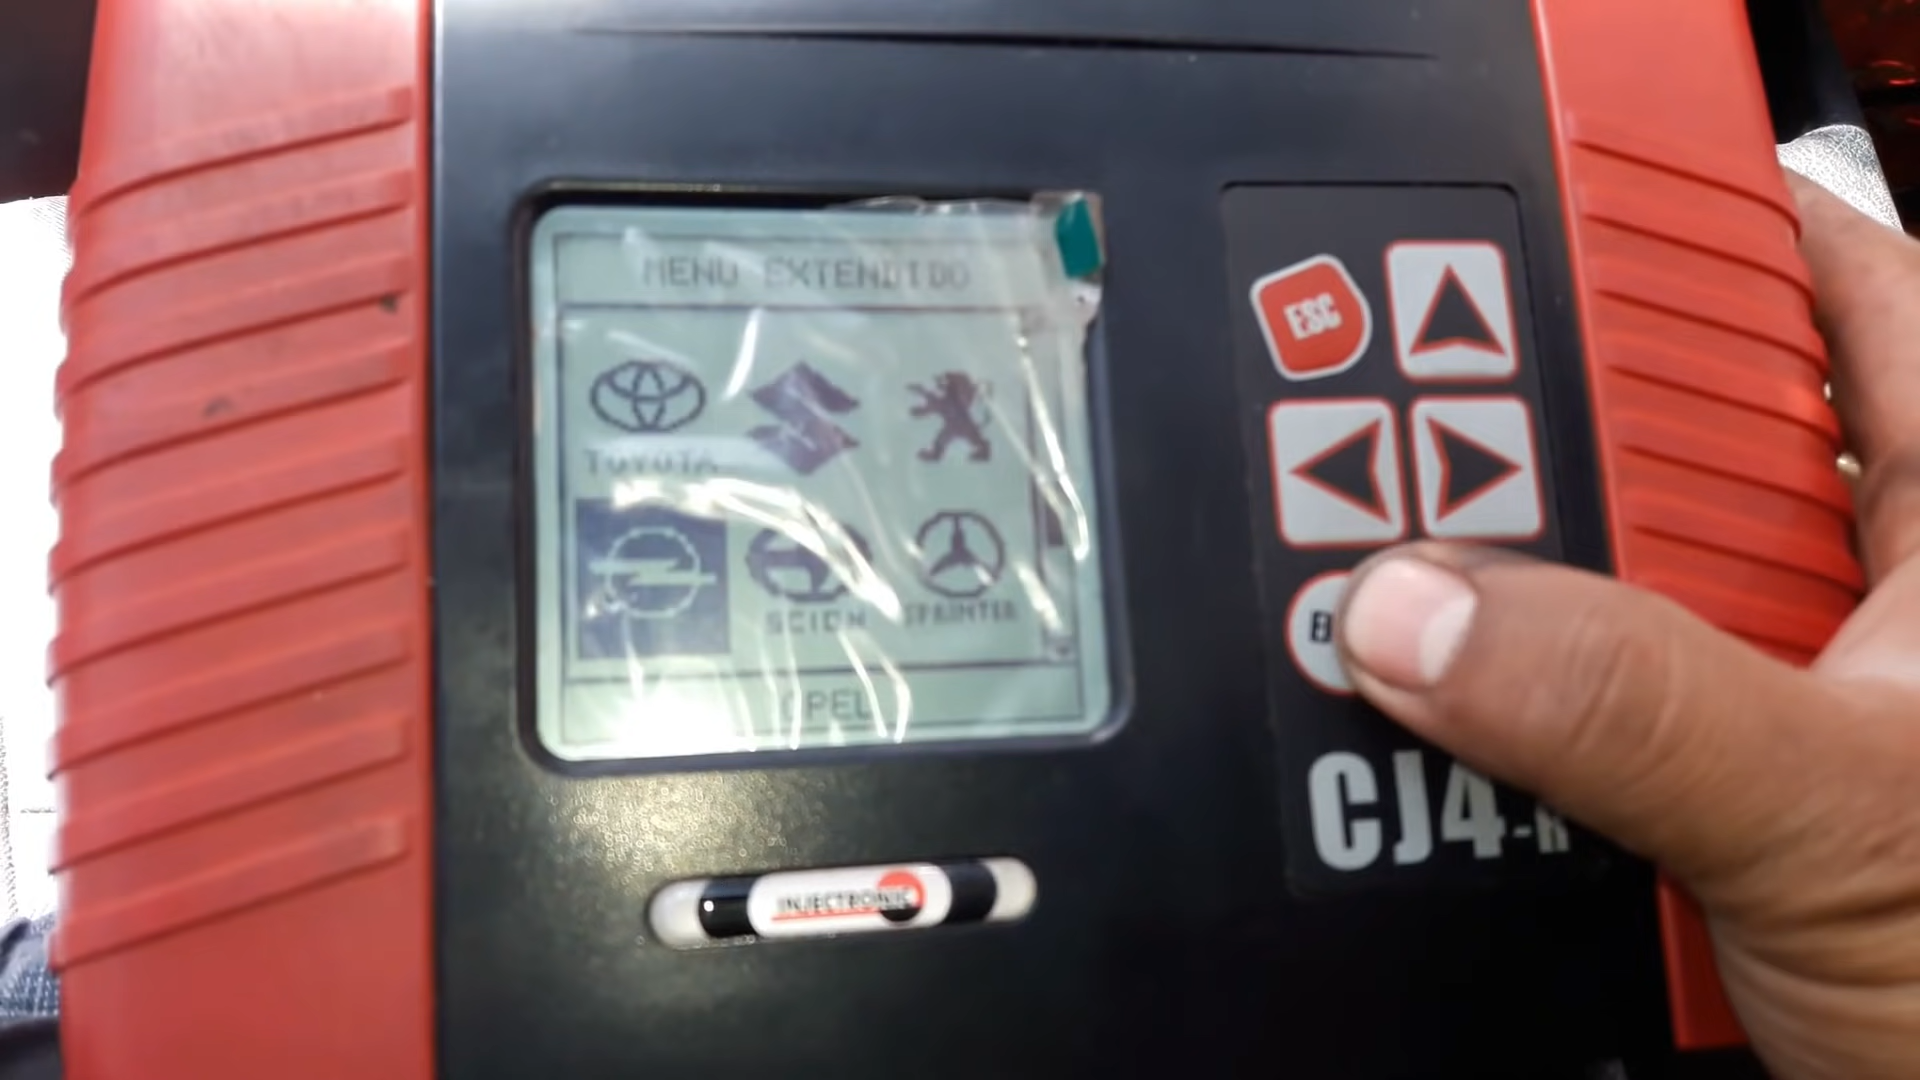 MENU EXTENDIDO
TOYOTA
SCION
SPRINTER
OPEL
ESC
CJ4-
INJECTRONIC